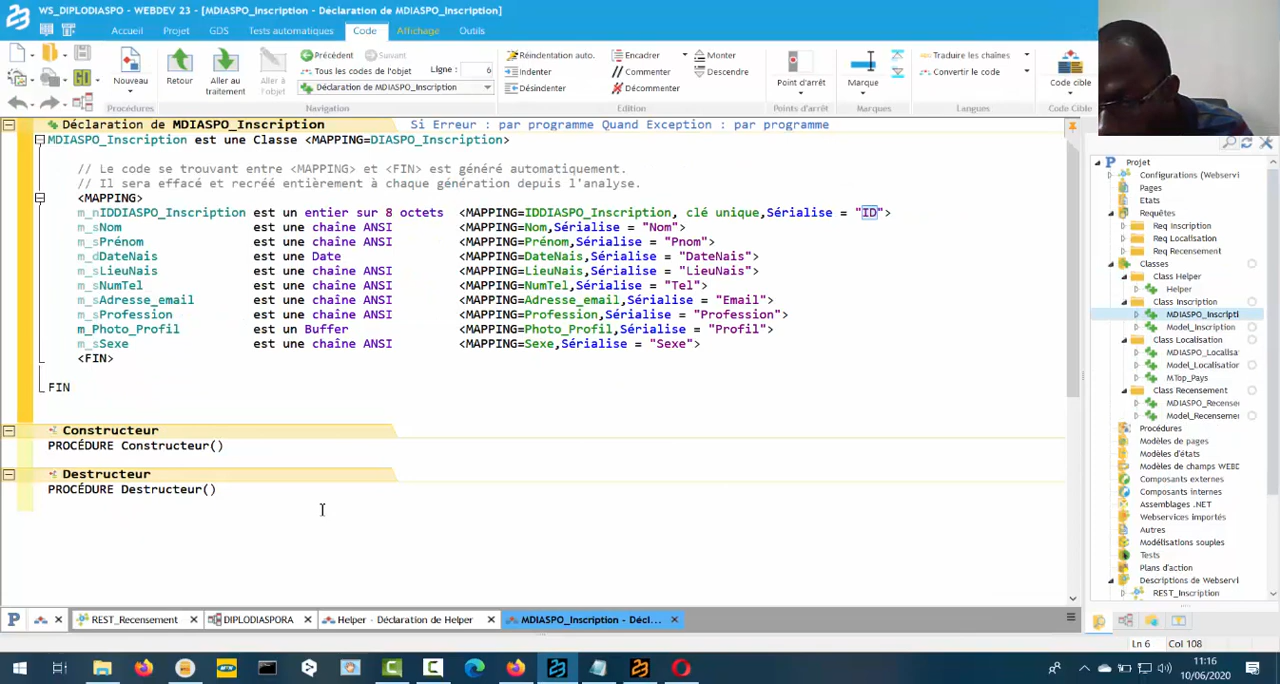 WS_DIPLODIASPO - WEBDEV 23 - [MDIASPO_Inscription - Déclaration de MDIASPO_Inscription]
Accueil Projet GDS Tests automatiques Code Affichage Outils
Nouveau
Procédures
Retour
Aller au traitement
Aller à l'objet
Précédent Suivant
Tous les codes de l'objet Ligne : 6
Déclaration de MDIASPO_Inscription
Navigation
Réindentation auto. Encadrer Monter
Indenter Commenter Descendre
Désindenter Décommenter
Edition
Point d'arrêt
Points d'arrêt
Marque
Marques
Traduire les chaînes
Convertir le code
Langues
Code cible
Code Cible
Déclaration de MDIASPO_Inscription Si Erreur : par programme Quand Exception : par programme
MDIASPO_Inscription est une Classe <MAPPING=DIASPO_Inscription>
// Le code se trouvant entre <MAPPING> et <FIN> est généré automatiquement.
// Il sera effacé et recréé entièrement à chaque génération depuis l'analyse.
<MAPPING>
m_nIDDIASPO_Inscription est un entier sur 8 octets <MAPPING=IDDIASPO_Inscription, clé unique,Sérialise = "ID">
m_sNom est une chaîne ANSI <MAPPING=Nom,Sérialise = "Nom">
m_sPrénom est une chaîne ANSI <MAPPING=Prénom,Sérialise = "Pnom">
m_dDateNais est une Date <MAPPING=DateNais,Sérialise = "DateNais">
m_sLieuNais est une chaîne ANSI <MAPPING=LieuNais,Sérialise = "LieuNais">
m_sNumTel est une chaîne ANSI <MAPPING=NumTel,Sérialise = "Tel">
m_sAdresse_email est une chaîne ANSI <MAPPING=Adresse_email,Sérialise = "Email">
m_sProfession est une chaîne ANSI <MAPPING=Profession,Sérialise = "Profession">
m_Photo_Profil est un Buffer <MAPPING=Photo_Profil,Sérialise = "Profil">
m_sSexe est une chaîne ANSI <MAPPING=Sexe,Sérialise = "Sexe">
<FIN>
FIN
Constructeur
PROCÉDURE Constructeur()
Destructeur
PROCÉDURE Destructeur()
Projet
Configurations (Webservi
Pages
Etats
Requêtes
Req Inscription
Req Localisation
Req Recensement
Classes
Class Helper
Helper
Class Inscription
MDIASPO_Inscripti
Model_Inscription
Class Localisation
MDIASPO_Localisa
Model_Localisation
MTop_Pays
Class Recensement
MDIASPO_Recense
Model_Recensemer
Procédures
Modèles de pages
Modèles d'états
Modèles de champs WEBD
Composants externes
Composants internes
Assemblages .NET
Webservices importés
Autres
Modélisations souples
Tests
Plans d'action
Descriptions de Webservi
REST_Inscription
REST_Recensement DIPLODIASPORA Helper - Déclaration de Helper MDIASPO_Inscription - Décl...
Ln 6 Col 108
11:16
10/06/2020